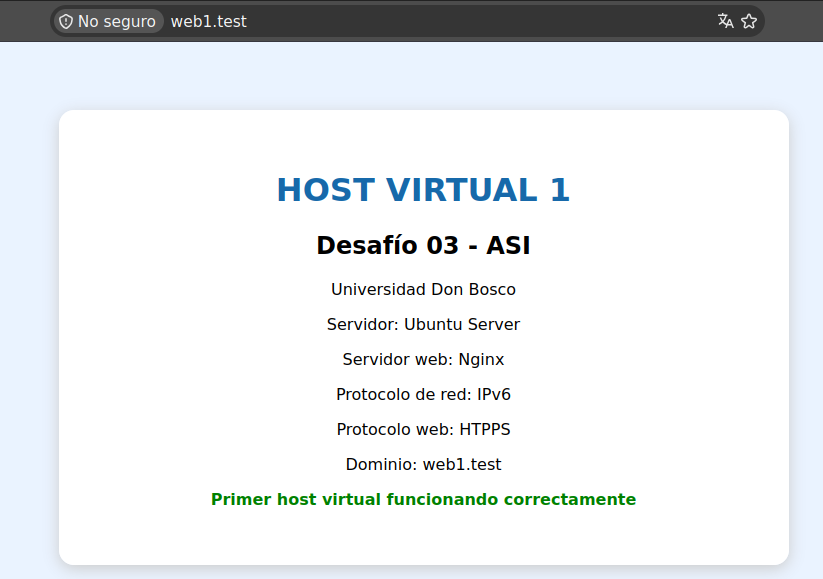 No seguro web1.test
HOST VIRTUAL 1
Desafío 03 - ASI
Universidad Don Bosco
Servidor: Ubuntu Server
Servidor web: Nginx
Protocolo de red: IPv6
Protocolo web: HTPPS
Dominio: web1.test
Primer host virtual funcionando correctamente